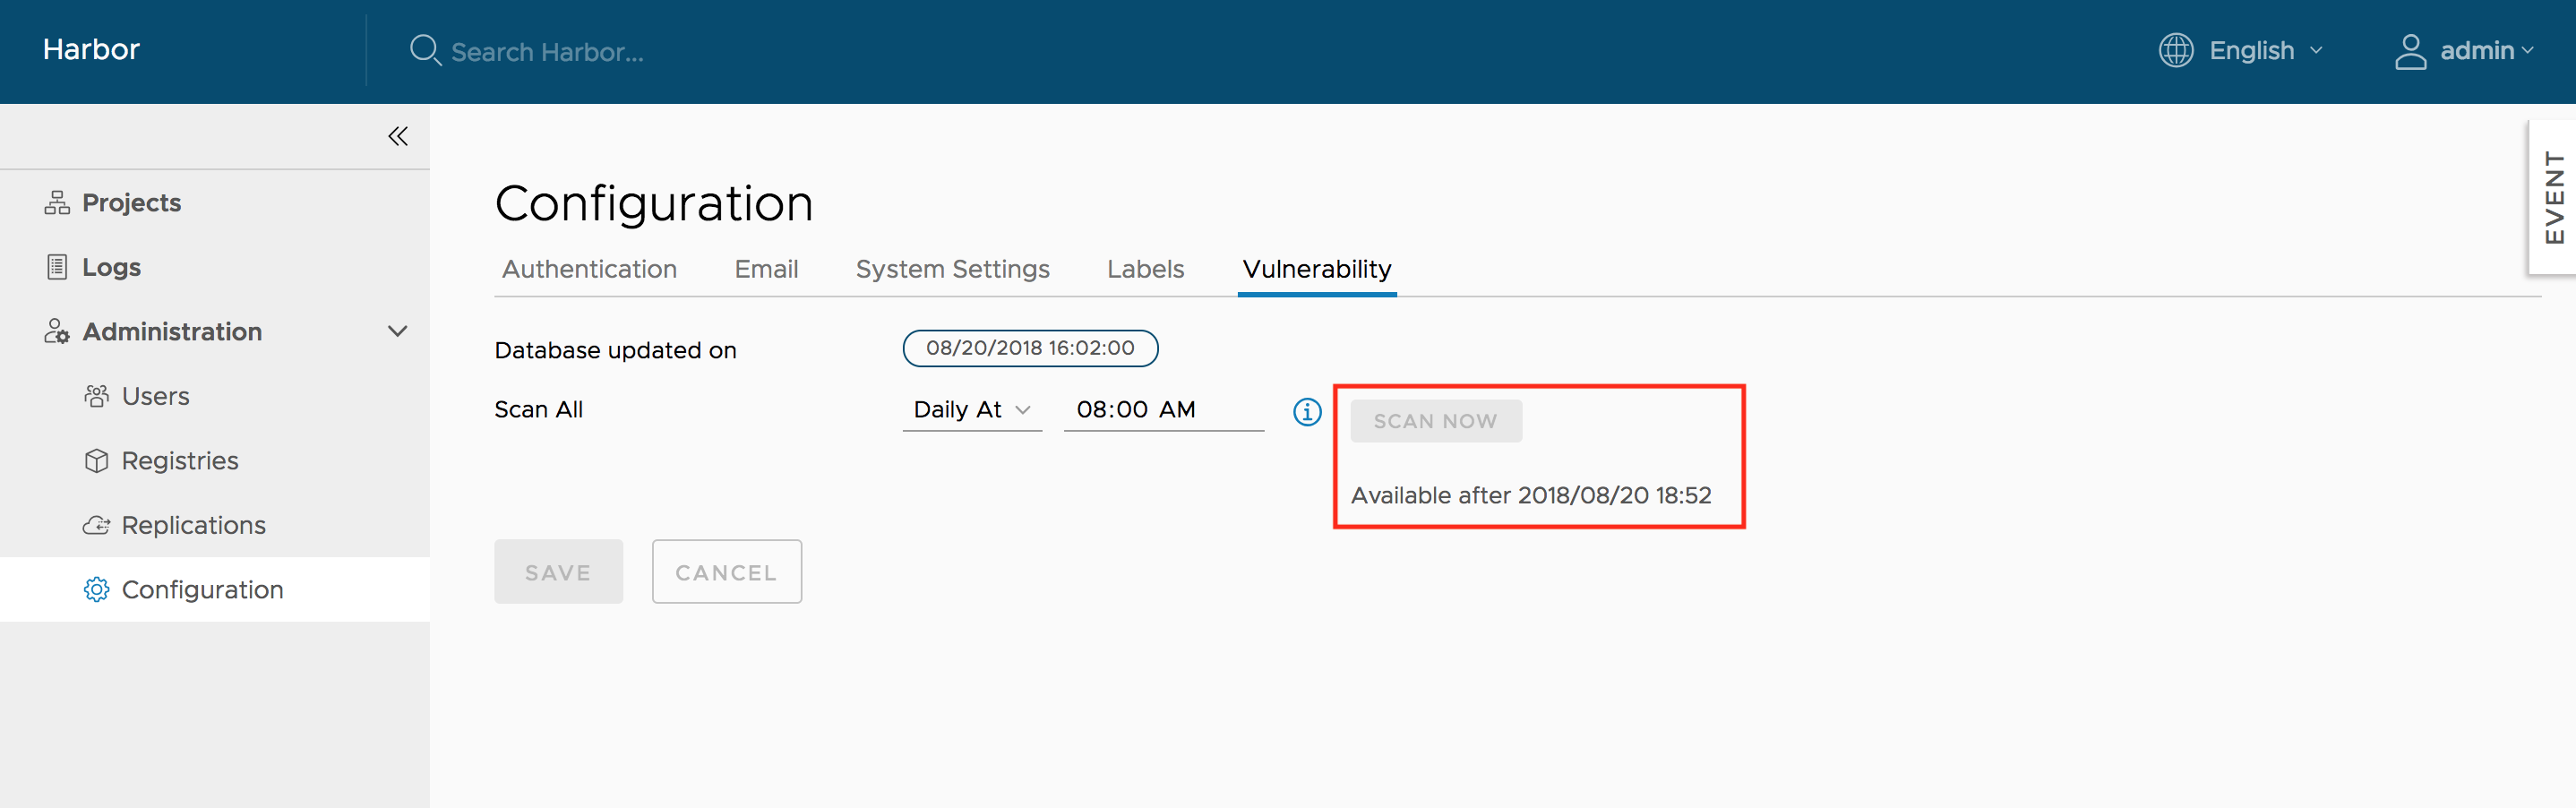 Harbor
Search Harbor...
English
admin
EVENT
Projects
Logs
Administration
Users
Registries
Replications
Configuration
Configuration
Authentication Email System Settings Labels Vulnerability
Database updated on 08/20/2018 16:02:00
Scan All Daily At 08:00 AM SCAN NOW
Available after 2018/08/20 18:52
SAVE CANCEL